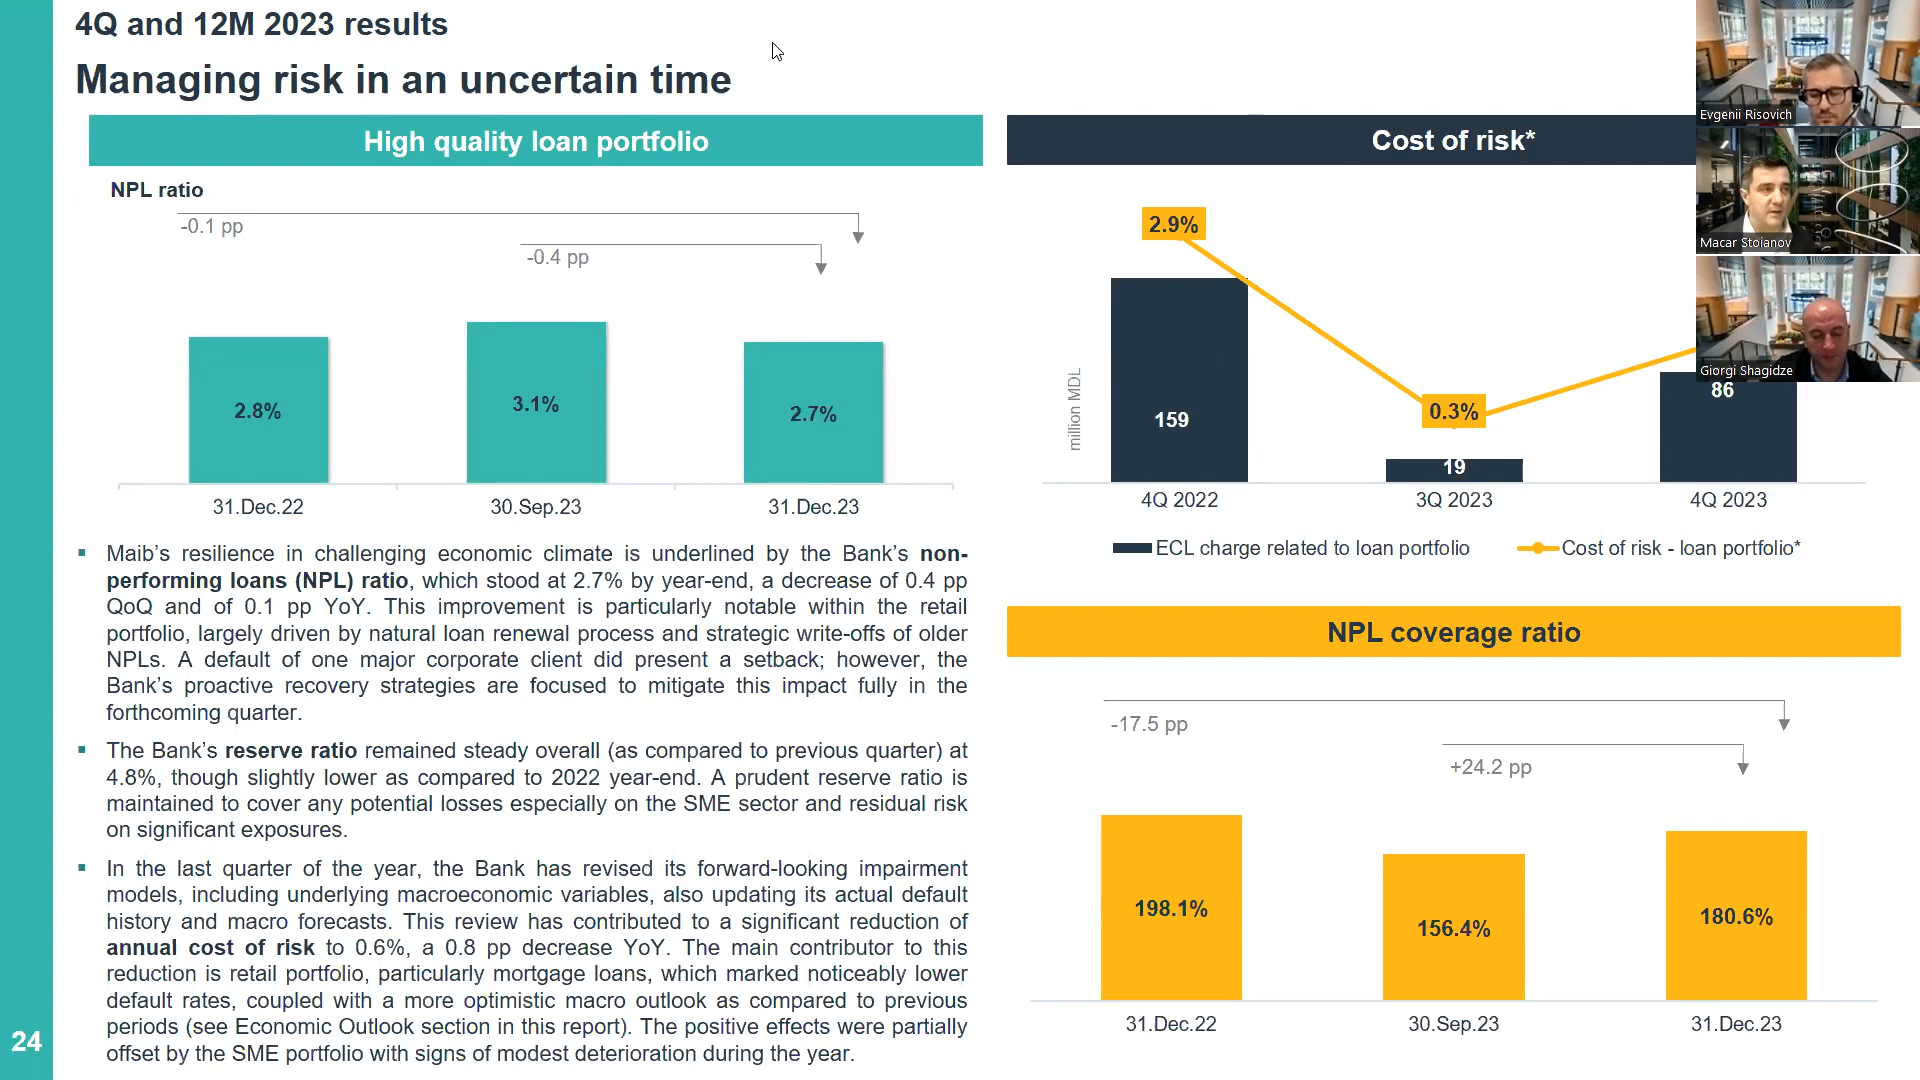 4Q and 12M 2023 results
Managing risk in an uncertain time
High quality loan portfolio
NPL ratio
-0.1 pp
-0.4 pp
2.8%
3.1%
2.7%
31.Dec.22
30.Sep.23
31.Dec.23
▪ Maib’s resilience in challenging economic climate is underlined by the Bank’s non-
performing loans (NPL) ratio, which stood at 2.7% by year-end, a decrease of 0.4 pp
QoQ and of 0.1 pp YoY. This improvement is particularly notable within the retail
portfolio, largely driven by natural loan renewal process and strategic write-offs of older
NPLs. A default of one major corporate client did present a setback; however, the
Bank’s proactive recovery strategies are focused to mitigate this impact fully in the
forthcoming quarter.
▪ The Bank’s reserve ratio remained steady overall (as compared to previous quarter) at
4.8%, though slightly lower as compared to 2022 year-end. A prudent reserve ratio is
maintained to cover any potential losses especially on the SME sector and residual risk
on significant exposures.
▪ In the last quarter of the year, the Bank has revised its forward-looking impairment
models, including underlying macroeconomic variables, also updating its actual default
history and macro forecasts. This review has contributed to a significant reduction of
annual cost of risk to 0.6%, a 0.8 pp decrease YoY. The main contributor to this
reduction is retail portfolio, particularly mortgage loans, which marked noticeably lower
default rates, coupled with a more optimistic macro outlook as compared to previous
periods (see Economic Outlook section in this report). The positive effects were partially
offset by the SME portfolio with signs of modest deterioration during the year.
24
Cost of risk*
2.9%
0.3%
million MDL
159
19
86
4Q 2022
3Q 2023
4Q 2023
ECL charge related to loan portfolio
Cost of risk - loan portfolio*
NPL coverage ratio
-17.5 pp
+24.2 pp
198.1%
156.4%
180.6%
31.Dec.22
30.Sep.23
31.Dec.23
Evgenii Risovich
Macar Stoianov
Giorgi Shagidze